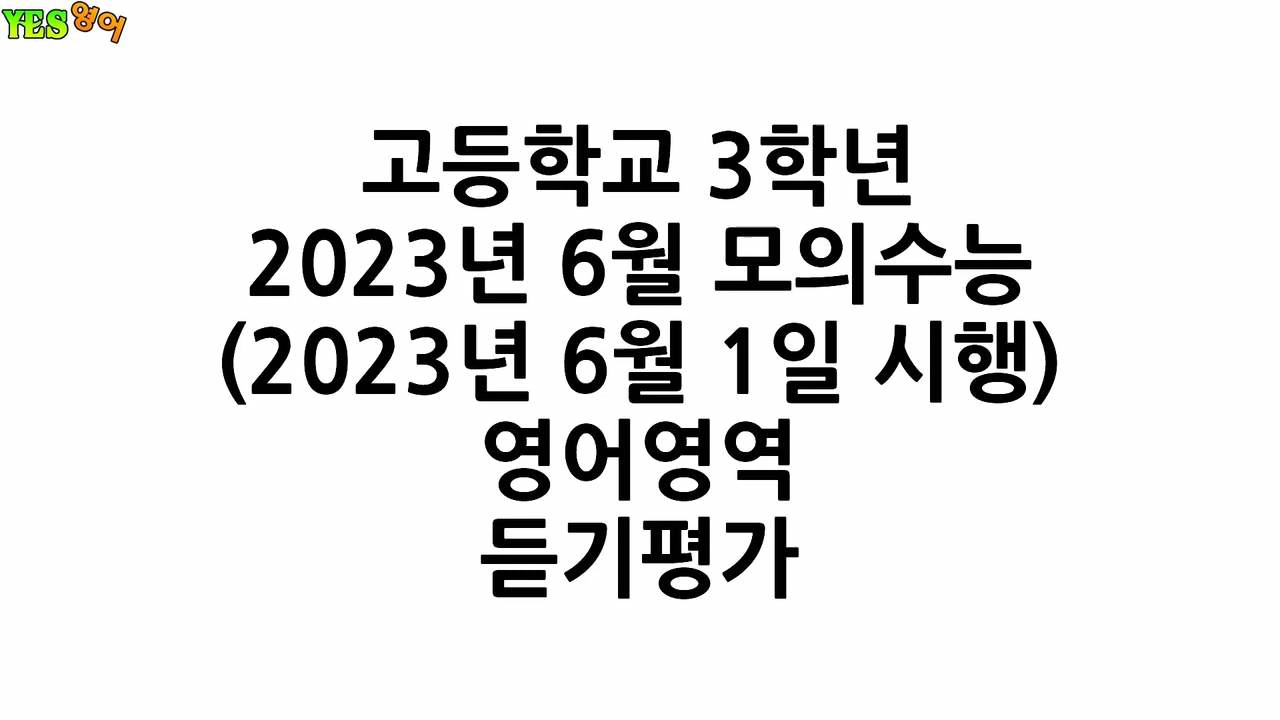 YES영어
고등학교 3학년
2023년 6월 모의수능
(2023년 6월 1일 시행)
영어영역
듣기평가